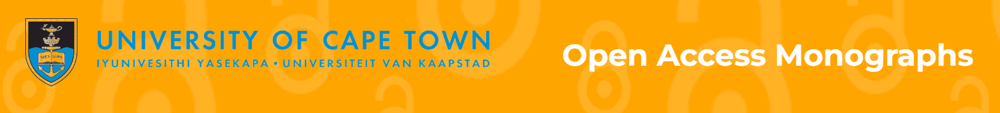 UNIVERSITY OF CAPE TOWN
IYUNIVESITHI YASEKAPA • UNIVERSITEIT VAN KAAPSTAD
SPES BONA
Open Access Monographs